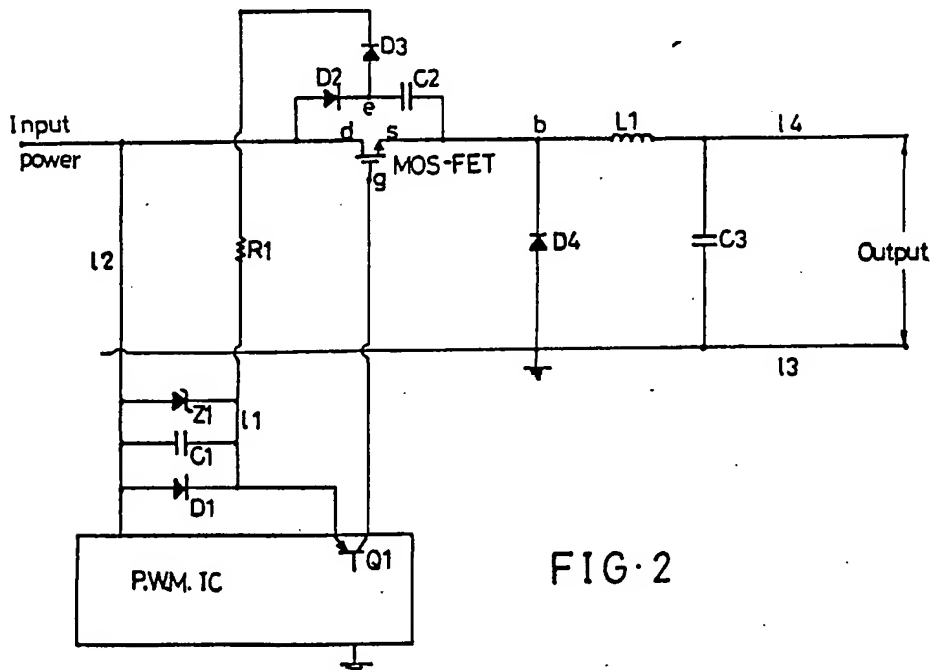 D3
D2
C2
e
Input
power
d
s
b
L1
l4
MOS-FET
g
R1
D4
C3
Output
l2
l3
Z1
l1
C1
D1
Q1
P.W.M. IC
FIG·2